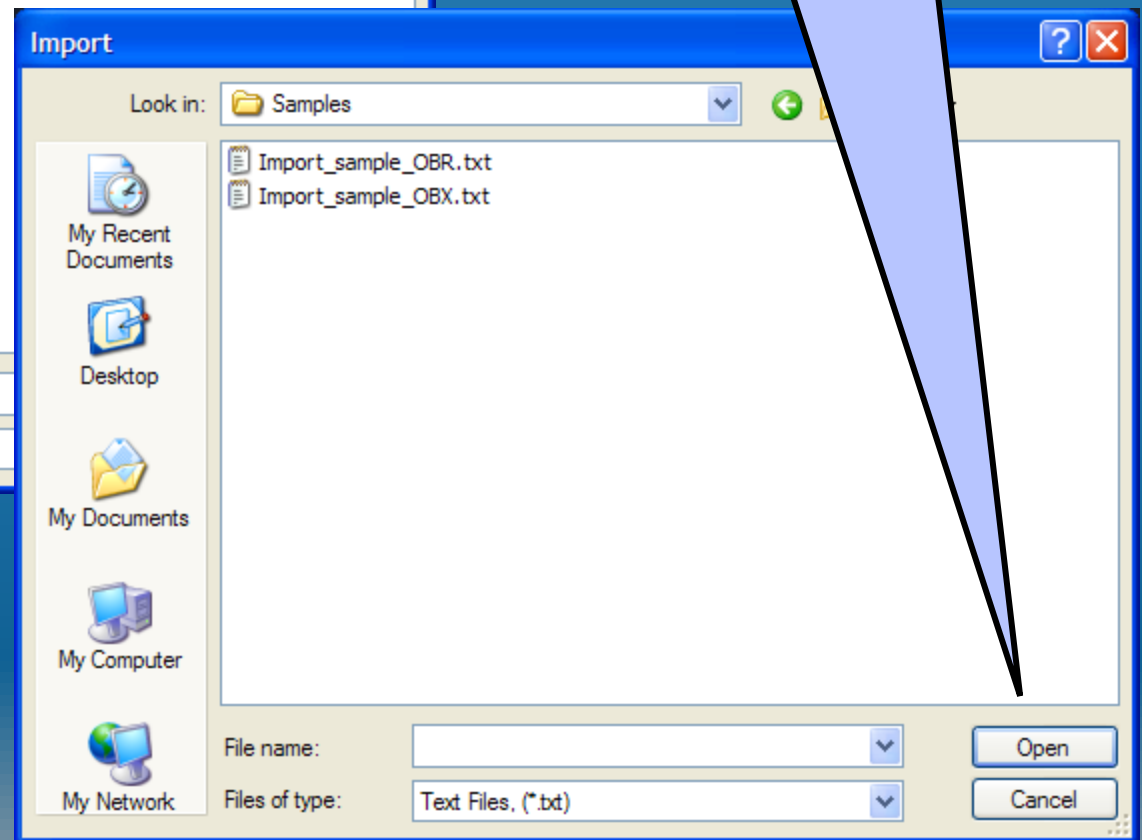 Import
Look in: Samples
Import_sample_OBR.txt
Import_sample_OBX.txt
My Recent
Documents
Desktop
My Documents
My Computer
My Network
File name: Open
Files of type: Text Files, (*.txt) Cancel